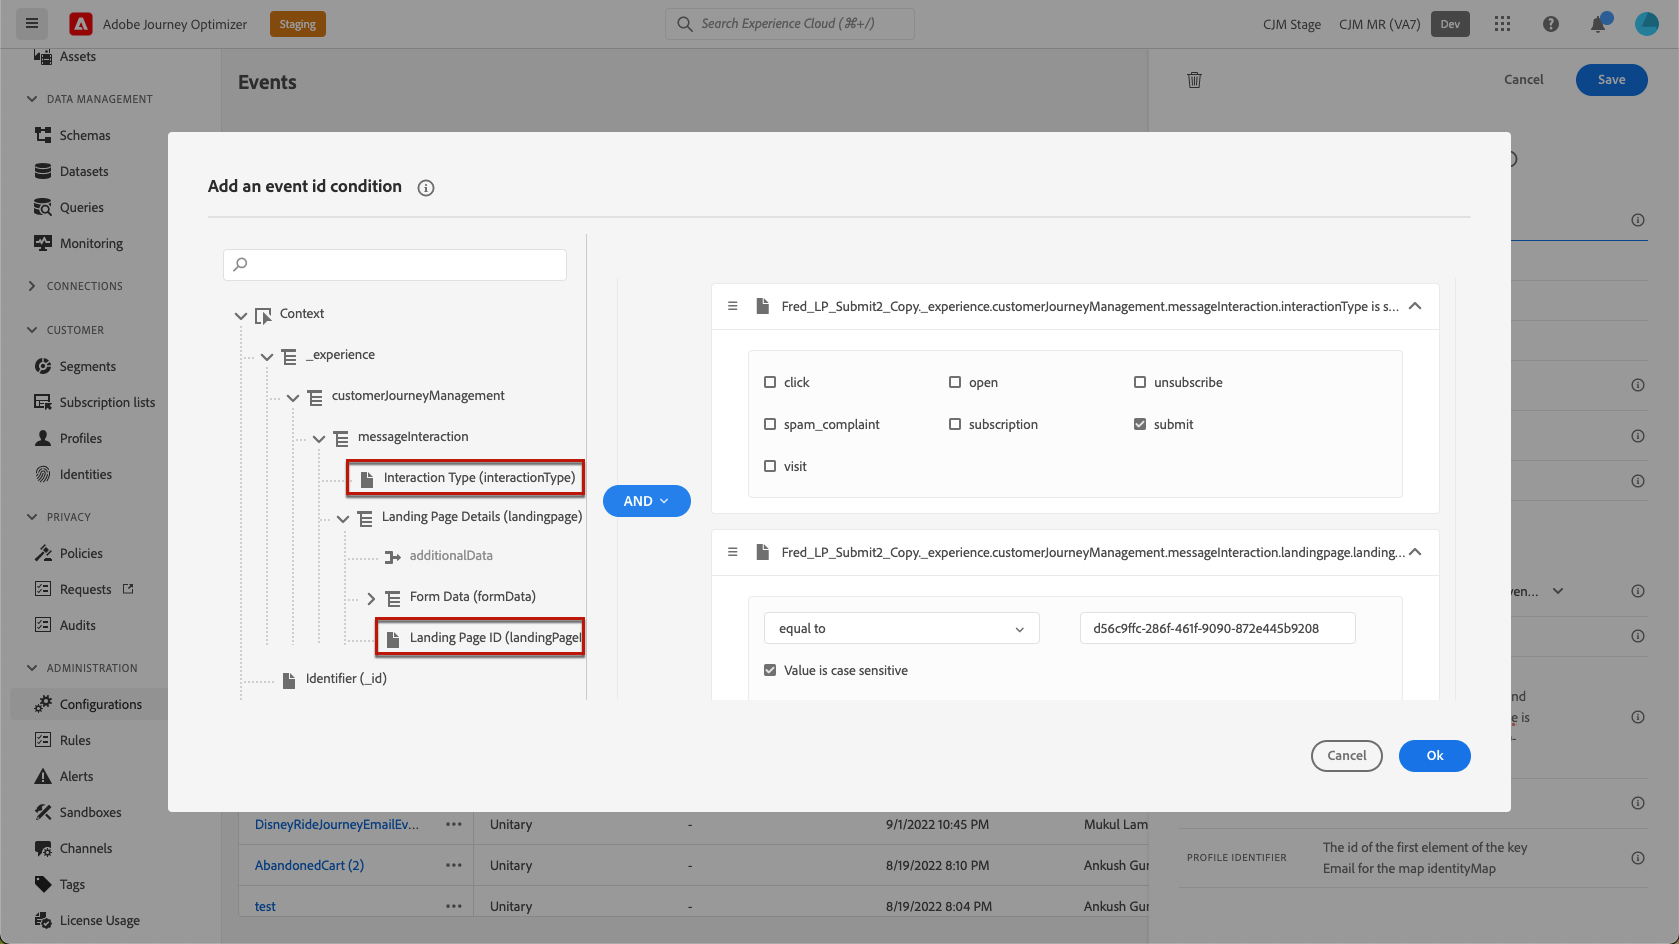 Adobe Journey Optimizer
Staging
Search Experience Cloud (⌘+/)
CJM Stage
CJM MR (VA7)
Dev
Assets
DATA MANAGEMENT
Schemas
Datasets
Queries
Monitoring
CONNECTIONS
CUSTOMER
Segments
Subscription lists
Profiles
Identities
PRIVACY
Policies
Requests
Audits
ADMINISTRATION
Configurations
Rules
Alerts
Sandboxes
Channels
Tags
License Usage
Events
Cancel
Save
Add an event id condition
Context
_experience
customerJourneyManagement
messageInteraction
Interaction Type (interactionType)
Landing Page Details (landingpage)
additionalData
Form Data (formData)
Landing Page ID (landingPageI
Identifier (_id)
AND
Fred_LP_Submit2_Copy._experience.customerJourneyManagement.messageInteraction.interactionType is s...
click
open
unsubscribe
spam_complaint
subscription
submit
visit
Fred_LP_Submit2_Copy._experience.customerJourneyManagement.messageInteraction.landingpage.landing...
equal to
d56c9ffc-286f-461f-9090-872e445b9208
Value is case sensitive
Cancel
Ok
ven...
nd
e is
DisneyRideJourneyEmailEv...
Unitary
-
9/1/2022 10:45 PM
Mukul Lam
AbandonedCart (2)
Unitary
-
8/19/2022 8:10 PM
Ankush Gur
test
Unitary
-
8/19/2022 8:04 PM
Ankush Gur
PROFILE IDENTIFIER
The id of the first element of the key
Email for the map identityMap